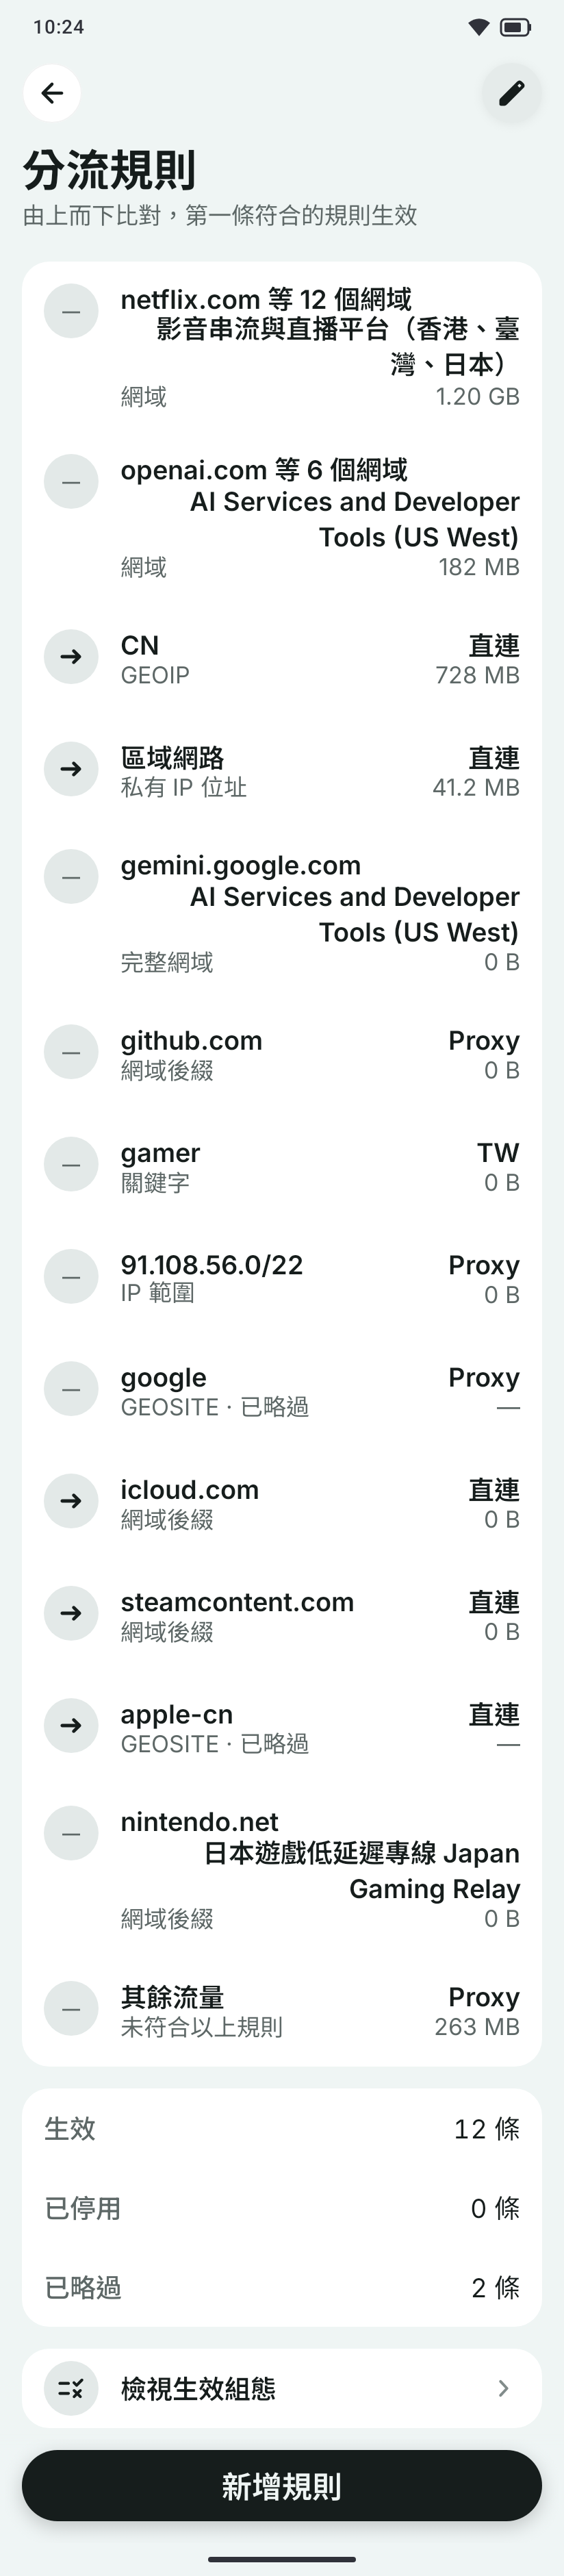 10:24
分流規則
由上而下比對，第一條符合的規則生效
netflix.com 等 12 個網域
影音串流與直播平台（香港、臺
灣、日本）
網域 1.20 GB
openai.com 等 6 個網域
AI Services and Developer
Tools (US West)
網域 182 MB
CN 直連
GEOIP 728 MB
區域網路 直連
私有 IP 位址 41.2 MB
gemini.google.com
AI Services and Developer
Tools (US West)
完整網域 0 B
github.com Proxy
網域後綴 0 B
gamer TW
關鍵字 0 B
91.108.56.0/22 Proxy
IP 範圍 0 B
google Proxy
GEOSITE · 已略過 —
icloud.com 直連
網域後綴 0 B
steamcontent.com 直連
網域後綴 0 B
apple-cn 直連
GEOSITE · 已略過 —
nintendo.net
日本遊戲低延遲專線 Japan
Gaming Relay
網域後綴 0 B
其餘流量 Proxy
未符合以上規則 263 MB
生效 12 條
已停用 0 條
已略過 2 條
檢視生效組態
新增規則